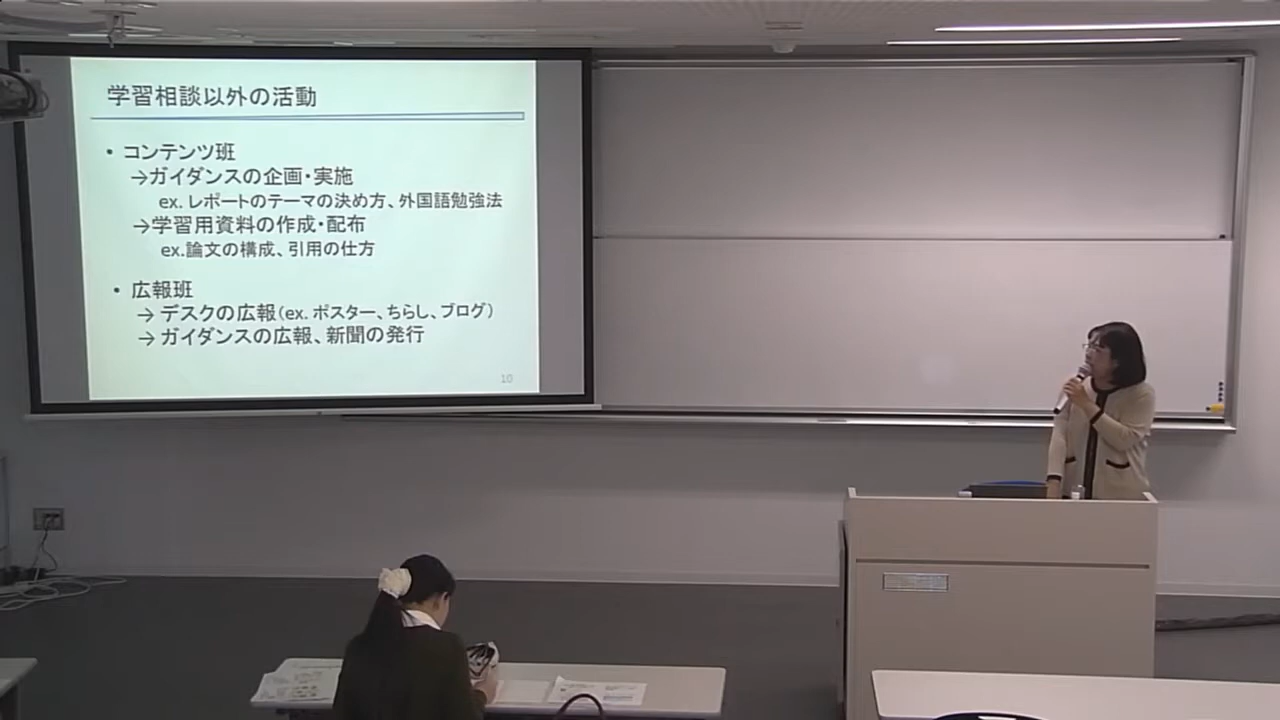 学習相談以外の活動
• コンテンツ班
→ガイダンスの企画・実施
ex. レポートのテーマの決め方、外国語勉強法
→学習用資料の作成・配布
ex.論文の構成、引用の仕方
• 広報班
→ デスクの広報（ex. ポスター、ちらし、ブログ）
→ ガイダンスの広報、新聞の発行
10